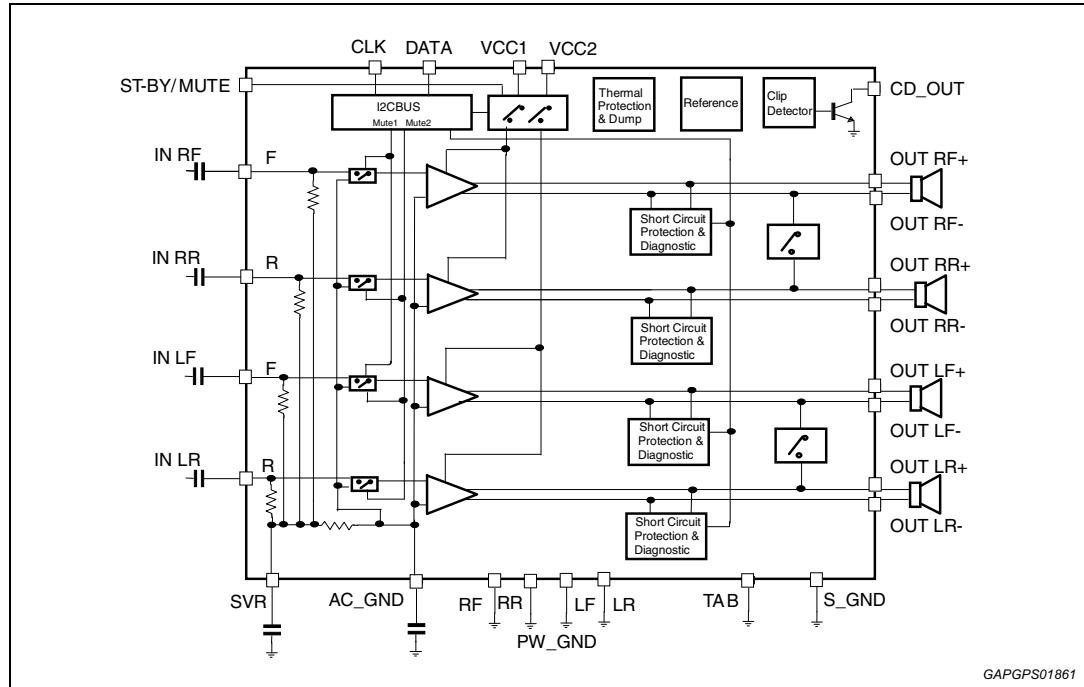 CLK DATA VCC1 VCC2
ST-BY/MUTE
I2CBUS
Mute1 Mute2
Thermal
Protection
& Dump
Reference
Clip
Detector
CD_OUT
IN RF
F
OUT RF+
Short Circuit
Protection &
Diagnostic
OUT RF-
IN RR
R
OUT RR+
Short Circuit
Protection &
Diagnostic
OUT RR-
IN LF
F
OUT LF+
Short Circuit
Protection &
Diagnostic
OUT LF-
IN LR
R
OUT LR+
Short Circuit
Protection &
Diagnostic
OUT LR-
SVR AC_GND RF RR LF LR TAB S_GND
PW_GND
GAPGPS01861